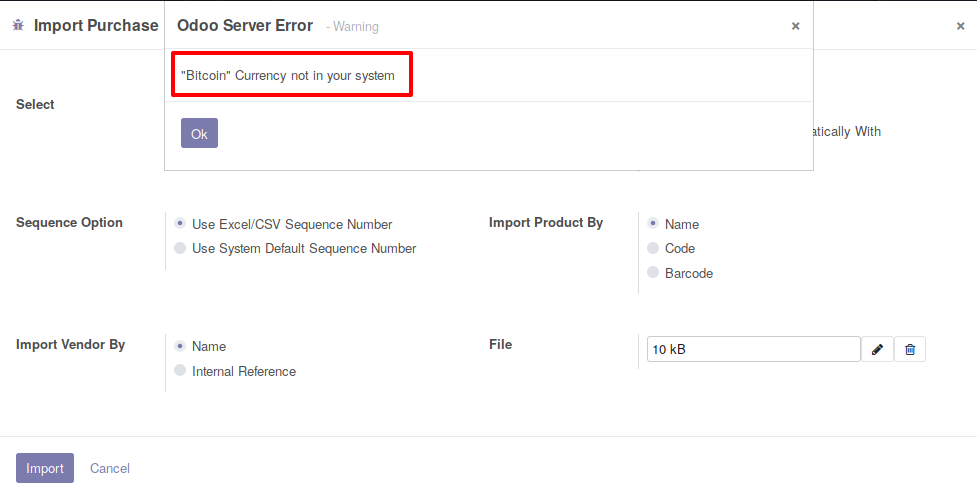 Import Purchase
Odoo Server Error - Warning ×
×
"Bitcoin" Currency not in your system
Ok
Select
With
Sequence Option
Use Excel/CSV Sequence Number
Use System Default Sequence Number
Import Product By
Name
Code
Barcode
Import Vendor By
Name
Internal Reference
File
10 kB
Import Cancel